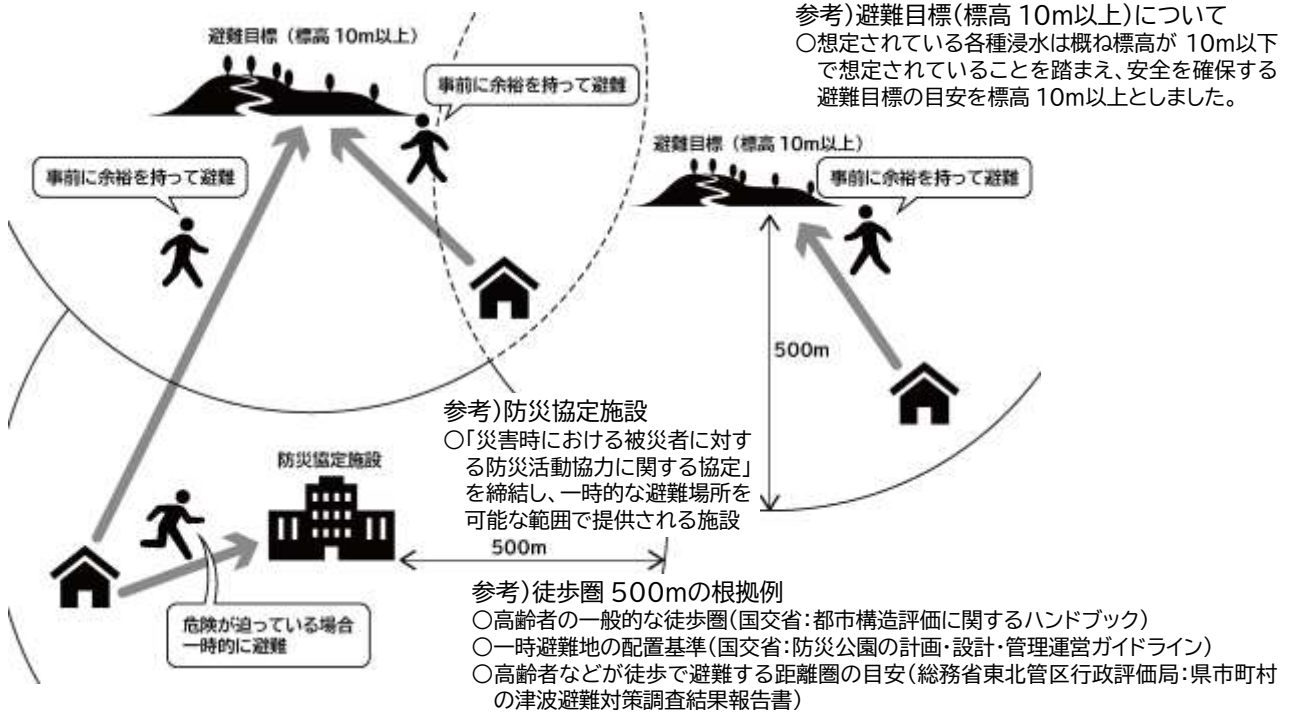 参考)避難目標(標高 10m以上)について
○想定されている各種浸水は概ね標高が 10m以下
で想定されていることを踏まえ、安全を確保する
避難目標の目安を標高 10m以上としました。
避難目標（標高 10m以上）
事前に余裕を持って避難
事前に余裕を持って避難
避難目標（標高 10m以上）
事前に余裕を持って避難
500m
参考)防災協定施設
○「災害時における被災者に対す
る防災活動協力に関する協定」
を締結し、一時的な避難場所を
可能な範囲で提供される施設
防災協定施設
500m
危険が迫っている場合
一時的に避難
参考)徒歩圏 500mの根拠例
○高齢者の一般的な徒歩圏(国交省:都市構造評価に関するハンドブック)
○一時避難地の配置基準(国交省:防災公園の計画・設計・管理運営ガイドライン)
○高齢者などが徒歩で避難する距離圏の目安(総務省東北管区行政評価局:県市町村
の津波避難対策調査結果報告書)